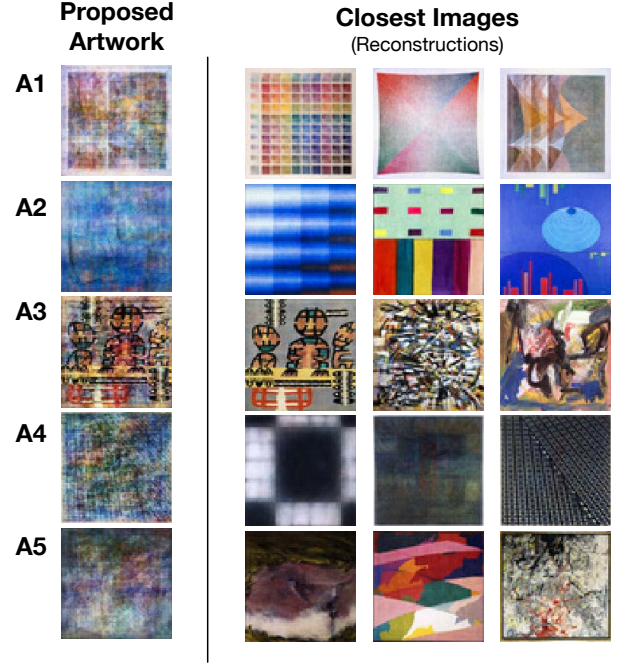 Proposed
Artwork
Closest Images
(Reconstructions)
A1
A2
A3
A4
A5